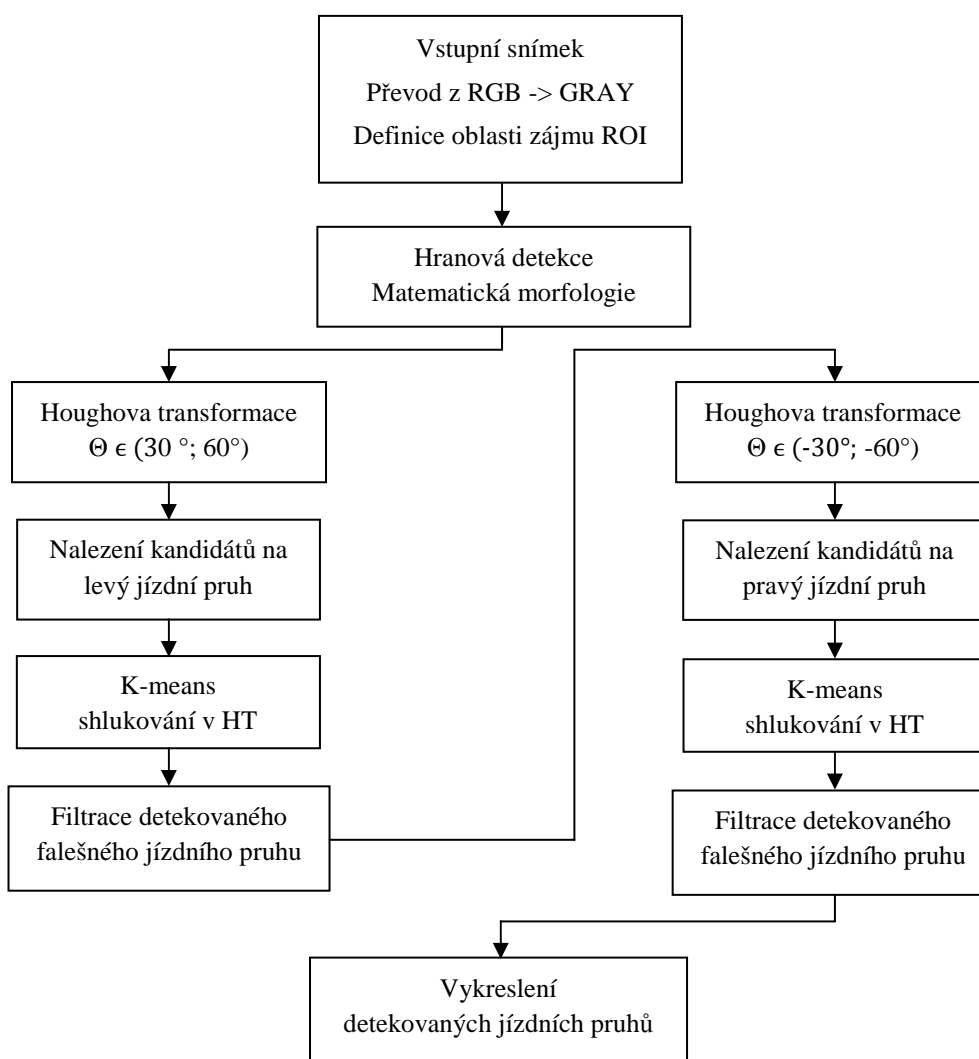 Vstupní snímek
Převod z RGB -> GRAY
Definice oblasti zájmu ROI
Hranová detekce
Matematická morfologie
Houghova transformace
Θ ϵ (30 °; 60°)
Nalezení kandidátů na
levý jízdní pruh
K-means
shlukování v HT
Filtrace detekovaného
falešného jízdního pruhu
Houghova transformace
Θ ϵ (-30°; -60°)
Nalezení kandidátů na
pravý jízdní pruh
K-means
shlukování v HT
Filtrace detekovaného
falešného jízdního pruhu
Vykreslení
detekovaných jízdních pruhů